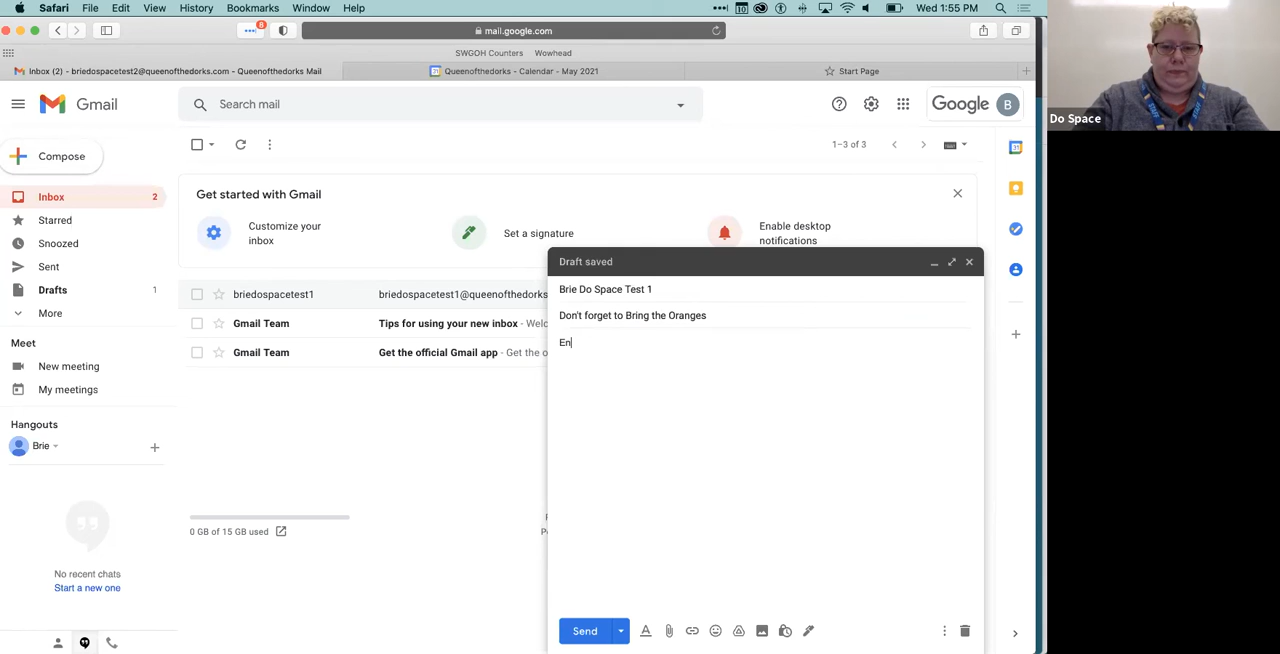 Safari File Edit View History Bookmarks Window Help Wed 1:55 PM
8 mail.google.com
SWGOH Counters Wowhead
Inbox (2) - briedospacetest2@queenofthedorks.com - Queenofthedorks Mail
Queenofthedorks - Calendar - May 2021
Start Page
Gmail
Search mail
Google B
Do Space
STAFF STAFF
Compose
1–3 of 3
Inbox 2
Starred
Snoozed
Sent
Drafts 1
More
Meet
New meeting
My meetings
Hangouts
Brie
No recent chats
Start a new one
Get started with Gmail
Customize your
inbox
Set a signature
Enable desktop
notifications
briedospacetest1 briedospacetest1@queenofthedorks
Gmail Team Tips for using your new inbox - Welc
Gmail Team Get the official Gmail app - Get the o
0 GB of 15 GB used
Draft saved
Brie Do Space Test 1
Don't forget to Bring the Oranges
En
Send